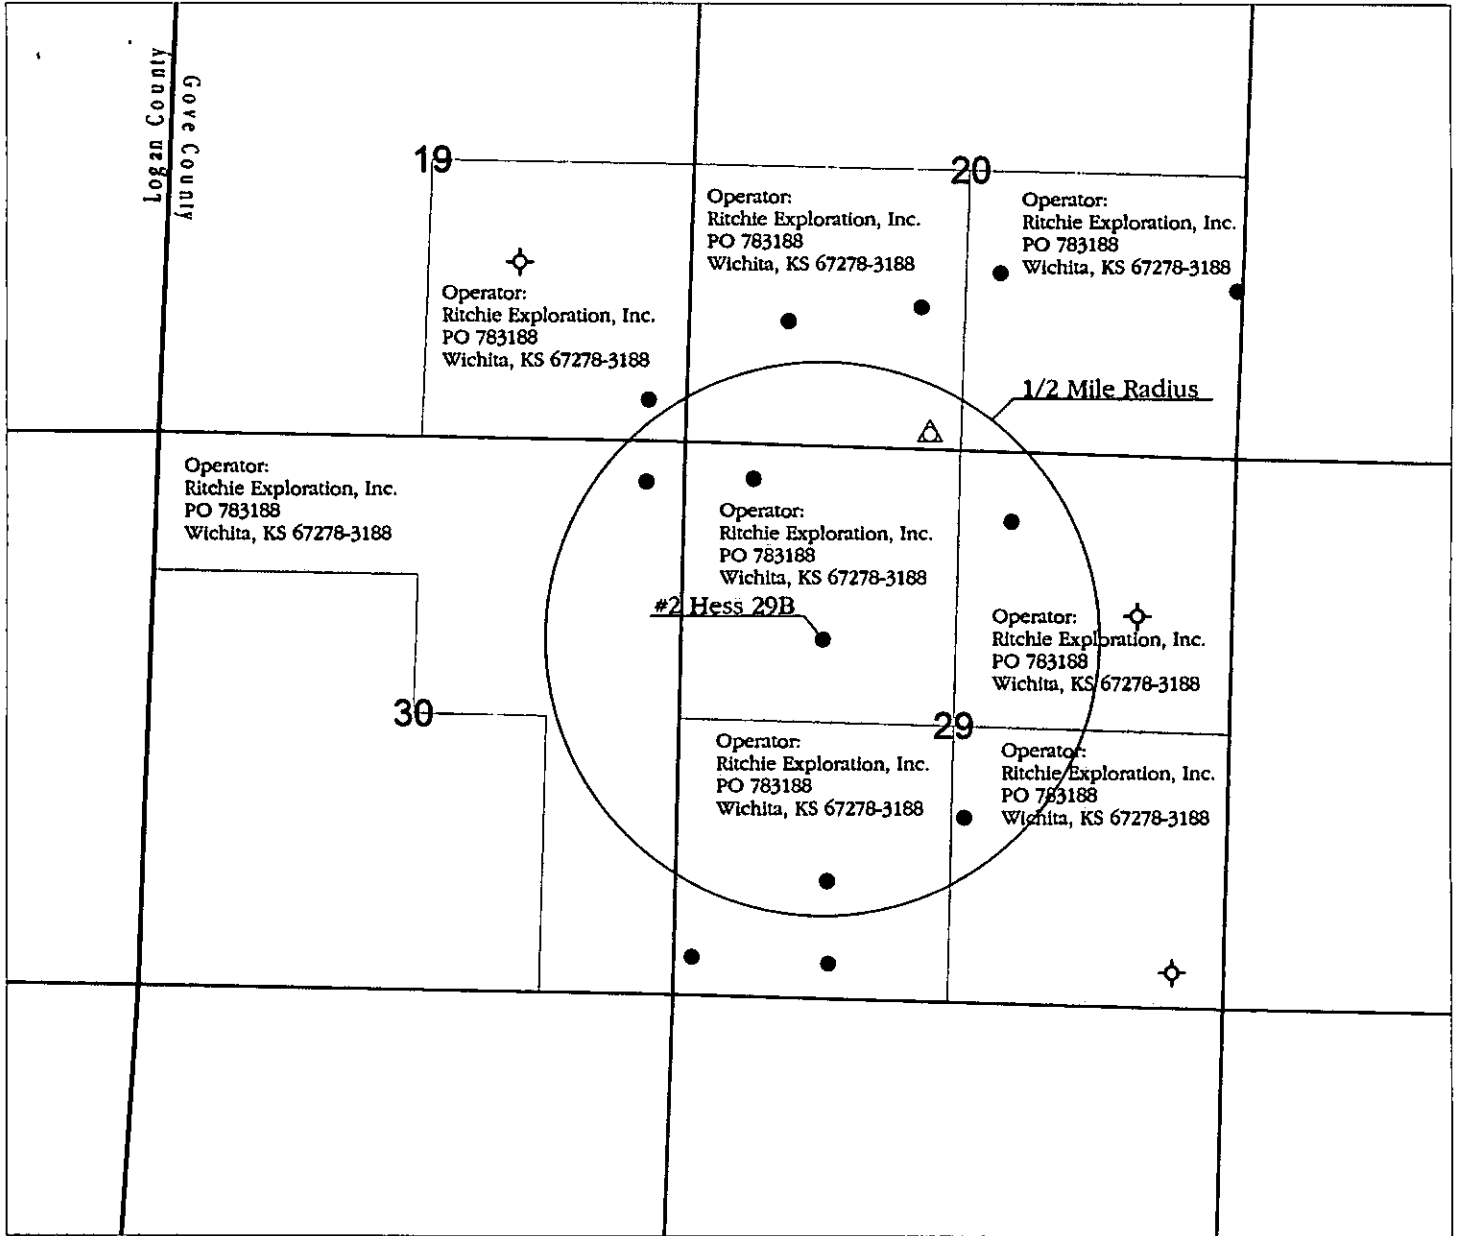 Logan County
Gove County
19
20
Operator:
Ritchie Exploration, Inc.
PO 783188
Wichita, KS 67278-3188
Operator:
Ritchie Exploration, Inc.
PO 783188
Wichita, KS 67278-3188
Operator:
Ritchie Exploration, Inc.
PO 783188
Wichita, KS 67278-3188
1/2 Mile Radius
Operator:
Ritchie Exploration, Inc.
PO 783188
Wichita, KS 67278-3188
Operator:
Ritchie Exploration, Inc.
PO 783188
Wichita, KS 67278-3188
#2 Hess 29B
Operator:
Ritchie Exploration, Inc.
PO 783188
Wichita, KS 67278-3188
30
29
Operator:
Ritchie Exploration, Inc.
PO 783188
Wichita, KS 67278-3188
Operator:
Ritchie Exploration, Inc.
PO 783188
Wichita, KS 67278-3188